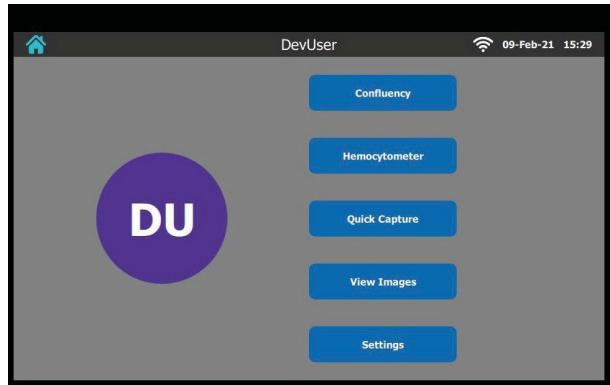 DevUser 09-Feb-21 15:29
DU
Confluency
Hemocytometer
Quick Capture
View Images
Settings